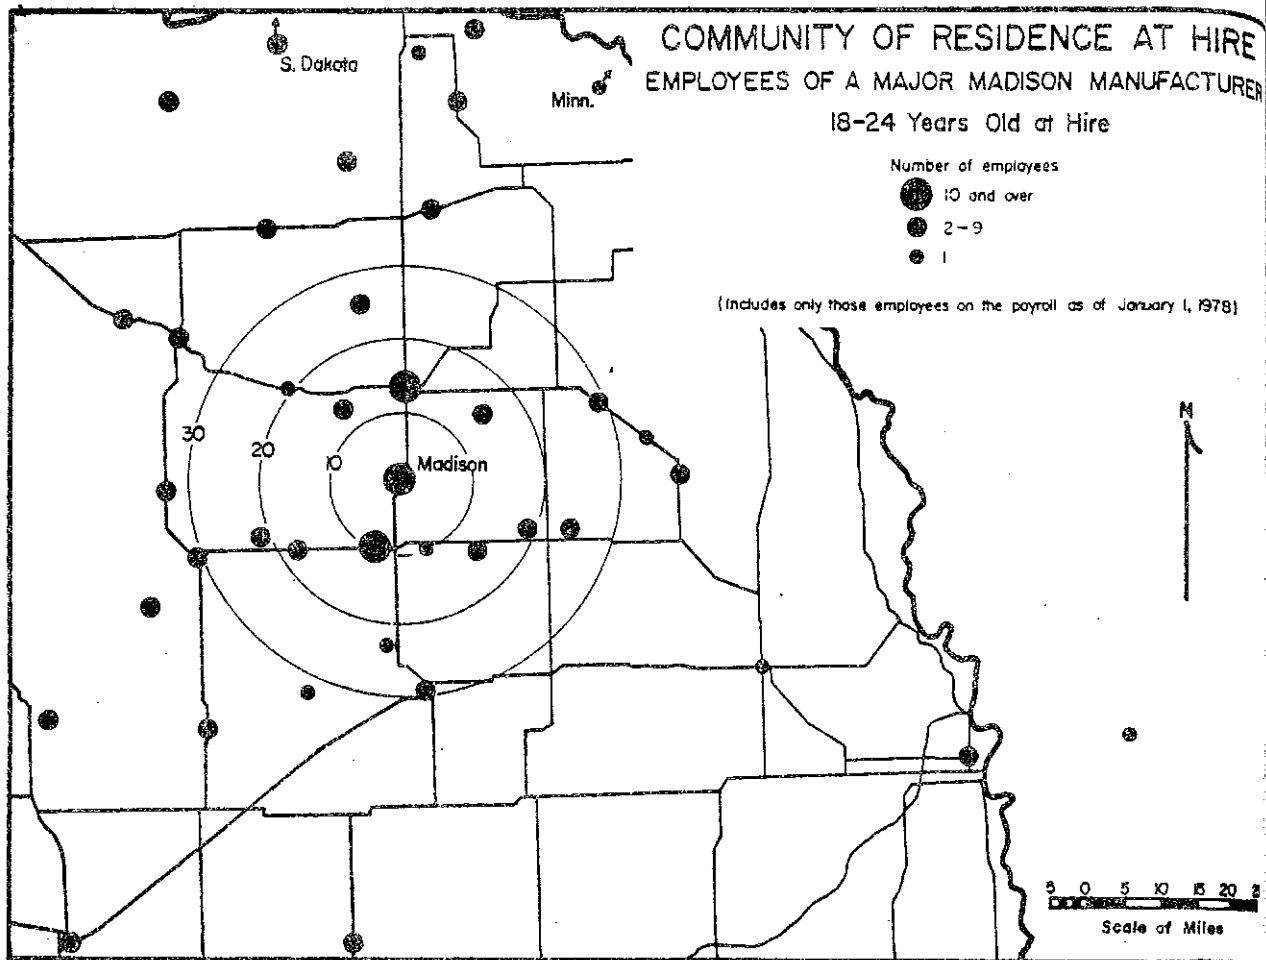 COMMUNITY OF RESIDENCE AT HIRE
EMPLOYEES OF A MAJOR MADISON MANUFACTURER
18-24 Years Old at Hire
Number of employees
10 and over
2-9
1
(Includes only those employees on the payroll as of January 1, 1978)
S. Dakota
Minn.
30
20
10
Madison
N
5 0 5 10 15 20 2
Scale of Miles